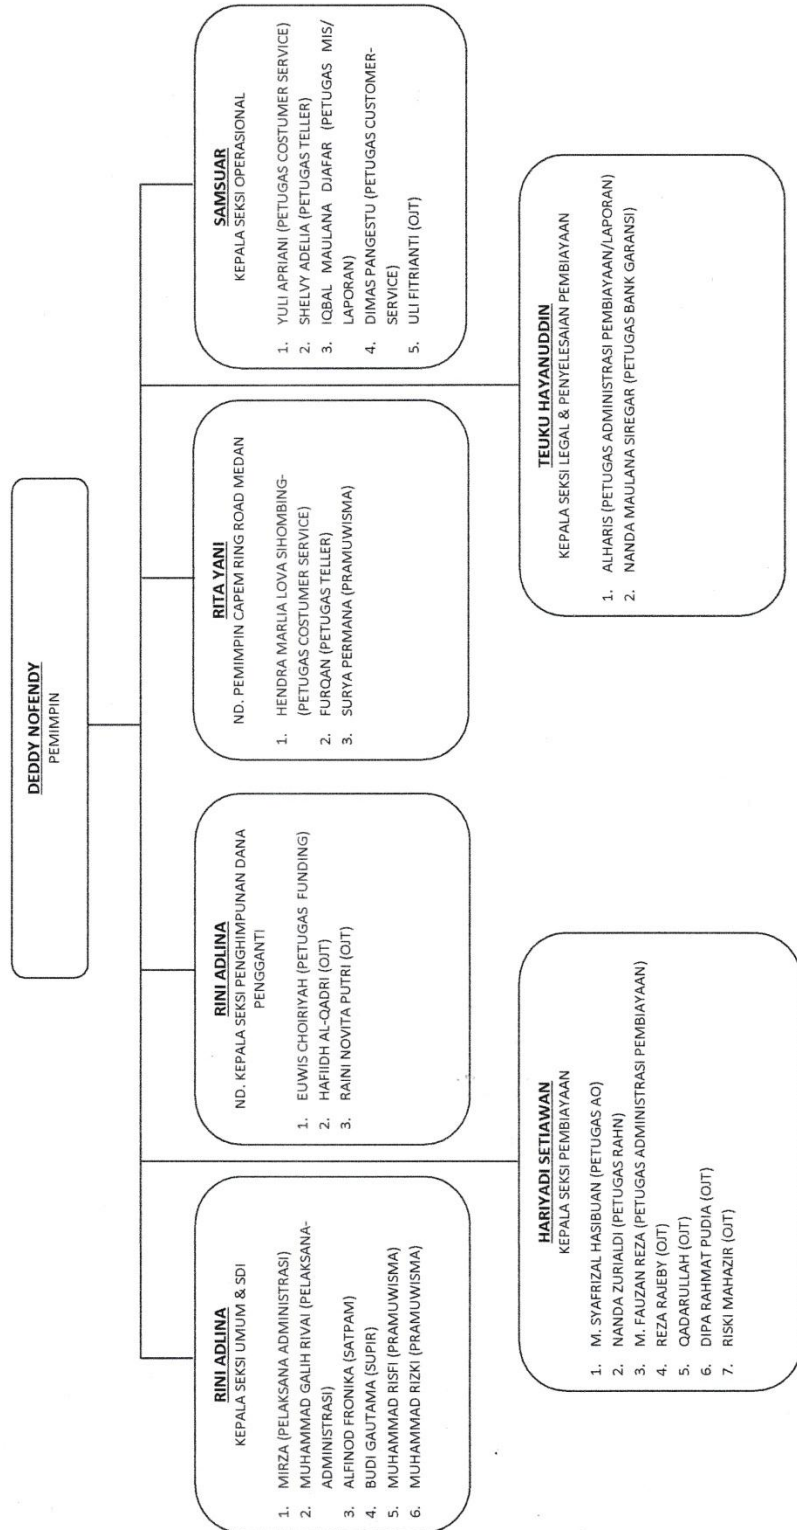 DEDDY NOFENDY
PEMIMPIN
RINI ADLINA
KEPALA SEKSI UMUM & SDI
1. MIRZA (PELAKSANA ADMINISTRASI)
2. MUHAMMAD GALIH RIVAI (PELAKSANA-
ADMINISTRASI)
3. ALFINOD FRONIKA (SATPAM)
4. BUDI GAUTAMA (SUPIR)
5. MUHAMMAD RISFI (PRAMUWISMA)
6. MUHAMMAD RIZKI (PRAMUWISMA)
RINI ADLINA
ND. KEPALA SEKSI PENGHIMPUNAN DANA
PENGGANTI
1. EUWIS CHOIRIYAH (PETUGAS FUNDING)
2. HAFIIDH AL-QADRI (OJT)
3. RAINI NOVITA PUTRI (OJT)
RITA YANI
ND. PEMIMPIN CAPEM RING ROAD MEDAN
1. HENDRA MARLIA LOVA SIHOMBING-
(PETUGAS COSTUMER SERVICE)
2. FURQAN (PETUGAS TELLER)
3. SURYA PERMANA (PRAMUWISMA)
SAMSUAR
KEPALA SEKSI OPERASIONAL
1. YULI APRIANI (PETUGAS COSTUMER SERVICE)
2. SHELVY ADELIA (PETUGAS TELLER)
3. IQBAL MAULANA DJAFAR (PETUGAS MIS/
LAPORAN)
4. DIMAS PANGESTU (PETUGAS CUSTOMER-
SERVICE)
5. ULI FITRIANTI (OJT)
HARIYADI SETIAWAN
KEPALA SEKSI PEMBIAYAAN
1. M. SYAFRIZAL HASIBUAN (PETUGAS AO)
2. NANDA ZURIALDI (PETUGAS RAHN)
3. M. FAUZAN REZA (PETUGAS ADMINISTRASI PEMBIAYAAN)
4. REZA RAJEBY (OJT)
5. QADARULLAH (OJT)
6. DIPA RAHMAT PUDIA (OJT)
7. RISKI MAHAZIR (OJT)
TEUKU HAYANUDDIN
KEPALA SEKSI LEGAL & PENYELESAIAN PEMBIAYAAN
1. ALHARIS (PETUGAS ADMINISTRASI PEMBIAYAAN/LAPORAN)
2. NANDA MAULANA SIREGAR (PETUGAS BANK GARANSI)